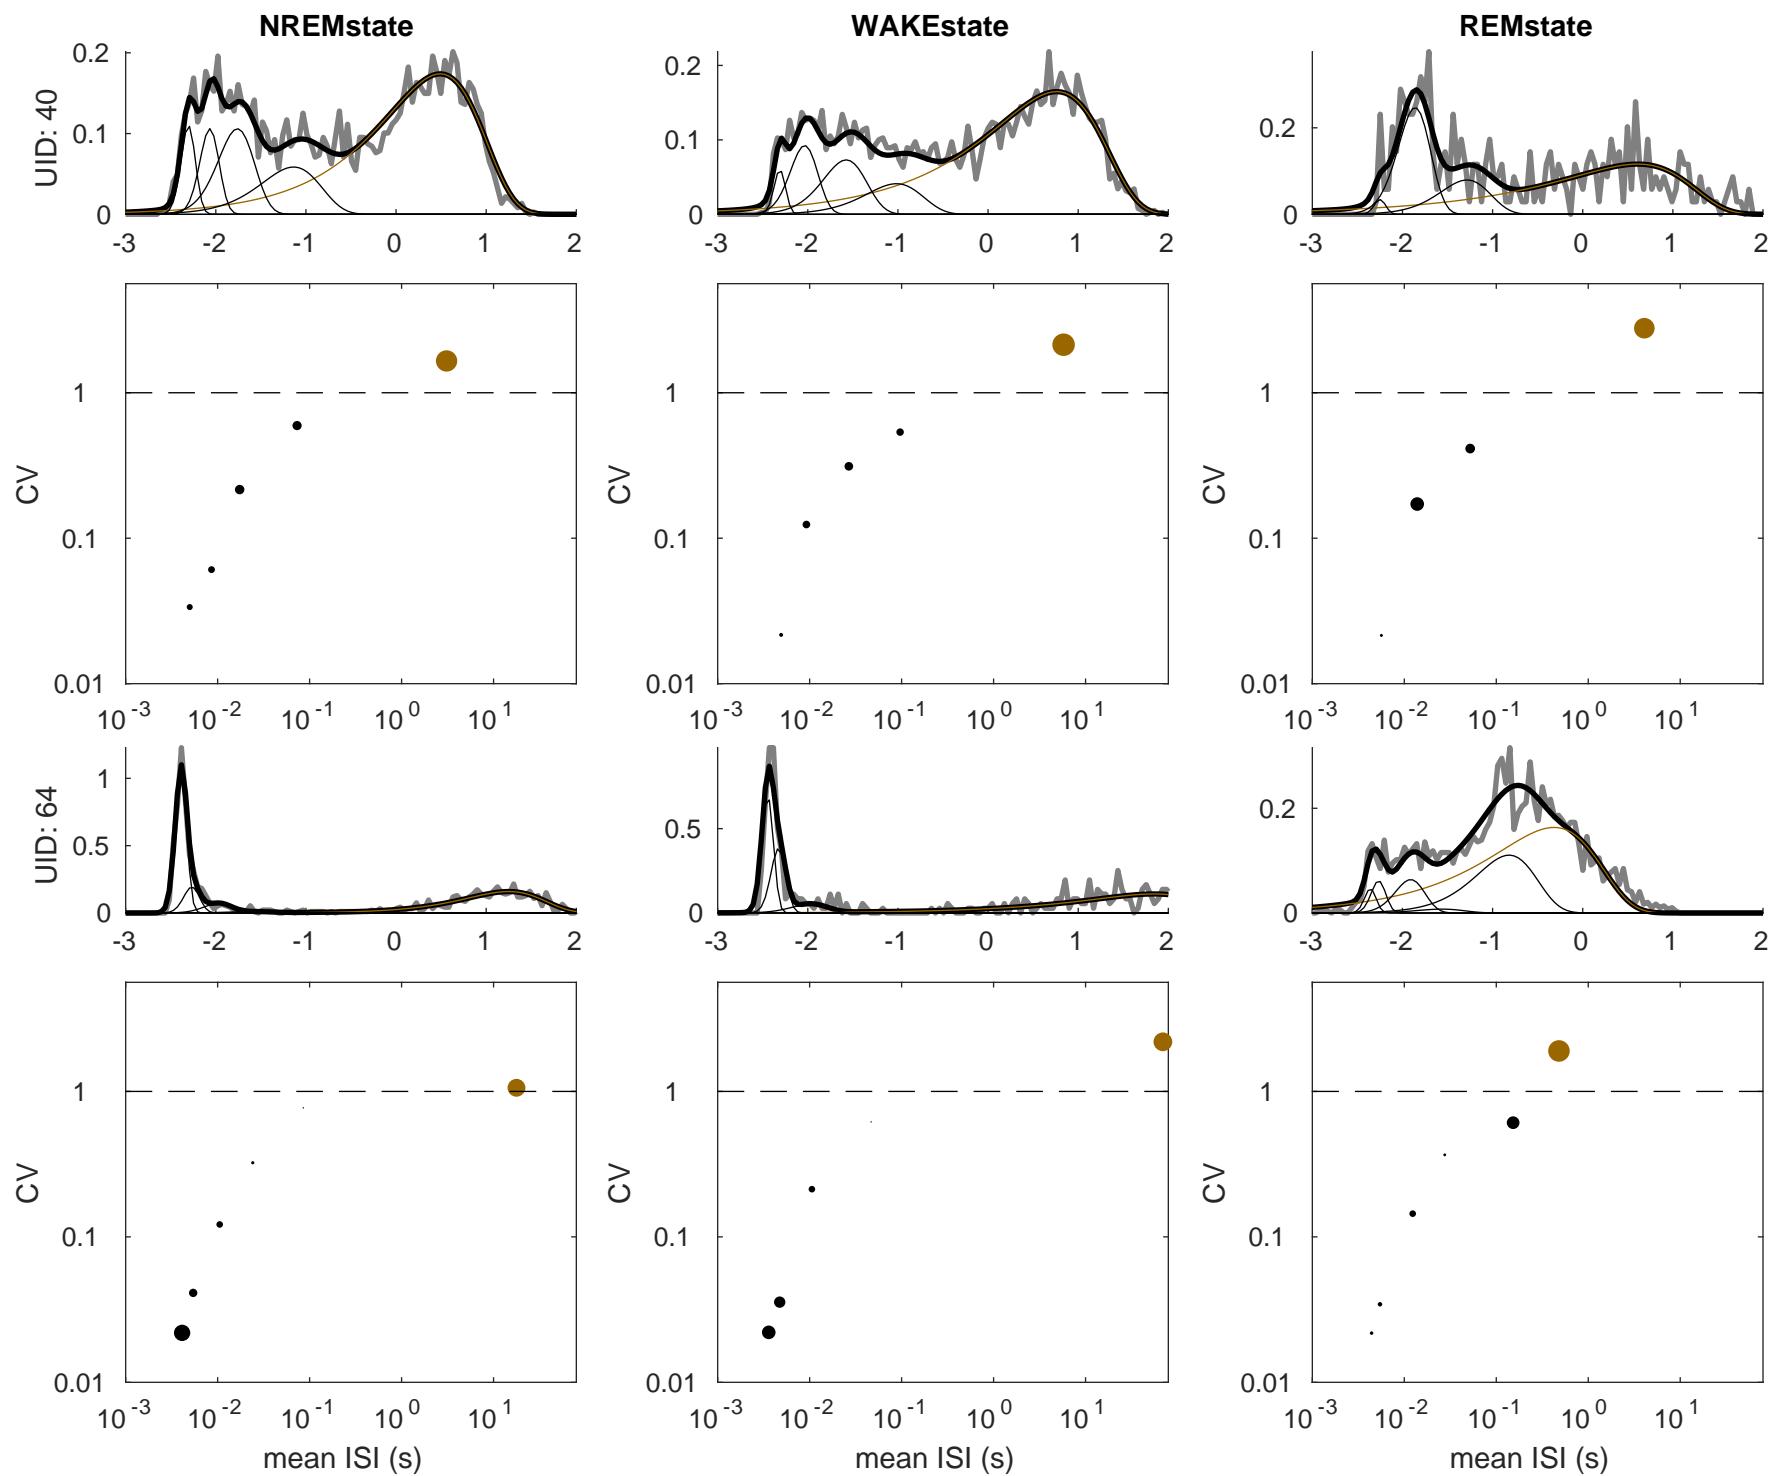 NREMstate WAKEstate REMstate
UID: 40
0.2 0.1 0
0.2 0.1 0
0.2 0
-3 -2 -1 0 1 2
-3 -2 -1 0 1 2
-3 -2 -1 0 1 2
CV
1 0.1 0.01
CV
1 0.1 0.01
CV
1 0.1 0.01
10^-3 10^-2 10^-1 10^0 10^1
10^-3 10^-2 10^-1 10^0 10^1
10^-3 10^-2 10^-1 10^0 10^1
UID: 64
1 0.5 0
0.5 0
0.2 0
-3 -2 -1 0 1 2
-3 -2 -1 0 1 2
-3 -2 -1 0 1 2
CV
1 0.1 0.01
CV
1 0.1 0.01
CV
1 0.1 0.01
10^-3 10^-2 10^-1 10^0 10^1
10^-3 10^-2 10^-1 10^0 10^1
10^-3 10^-2 10^-1 10^0 10^1
mean ISI (s) mean ISI (s) mean ISI (s)